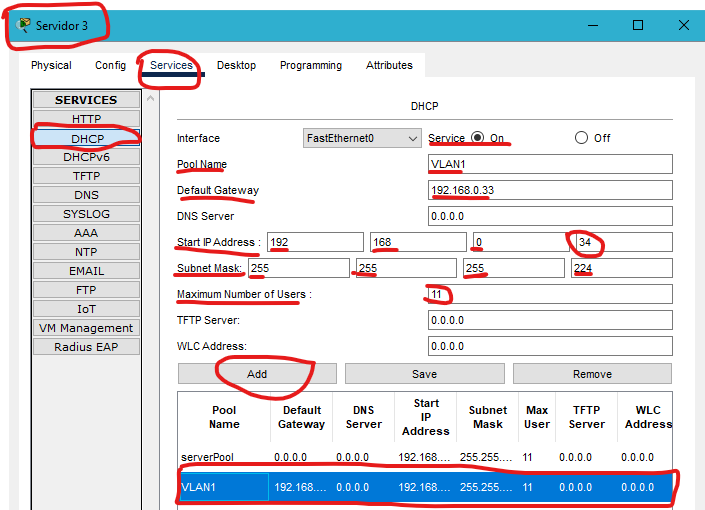 Servidor 3
Physical Config Services Desktop Programming Attributes
SERVICES
HTTP
DHCP
DHCPv6
TFTP
DNS
SYSLOG
AAA
NTP
EMAIL
FTP
IoT
VM Management
Radius EAP
DHCP
Interface FastEthernet0 Service On Off
Pool Name VLAN1
Default Gateway 192.168.0.33
DNS Server 0.0.0.0
Start IP Address : 192 168 0 34
Subnet Mask: 255 255 255 224
Maximum Number of Users : 11
TFTP Server: 0.0.0.0
WLC Address: 0.0.0.0
Add Save Remove
Pool Name Default Gateway DNS Server Start IP Address Subnet Mask Max User TFTP Server WLC Address
serverPool 0.0.0.0 0.0.0.0 192.168.... 255.255.... 11 0.0.0.0 0.0.0.0
VLAN1 192.168.... 0.0.0.0 192.168.... 255.255.... 11 0.0.0.0 0.0.0.0